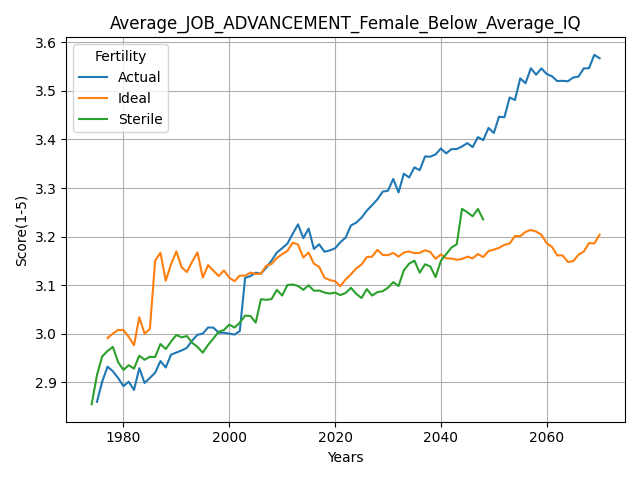 Average_JOB_ADVANCEMENT_Female_Below_Average_IQ
Fertility
Actual
Ideal
Sterile
Score(1-5)
3.6
3.5
3.4
3.3
3.2
3.1
3.0
2.9
1980 2000 2020 2040 2060
Years